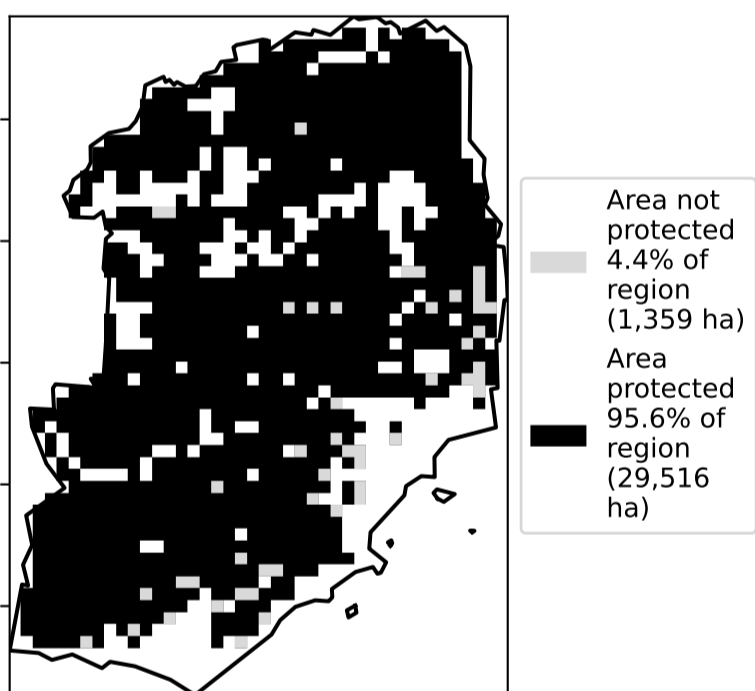 Area not
protected
4.4% of
region
(1,359 ha)
Area
protected
95.6% of
region
(29,516
ha)